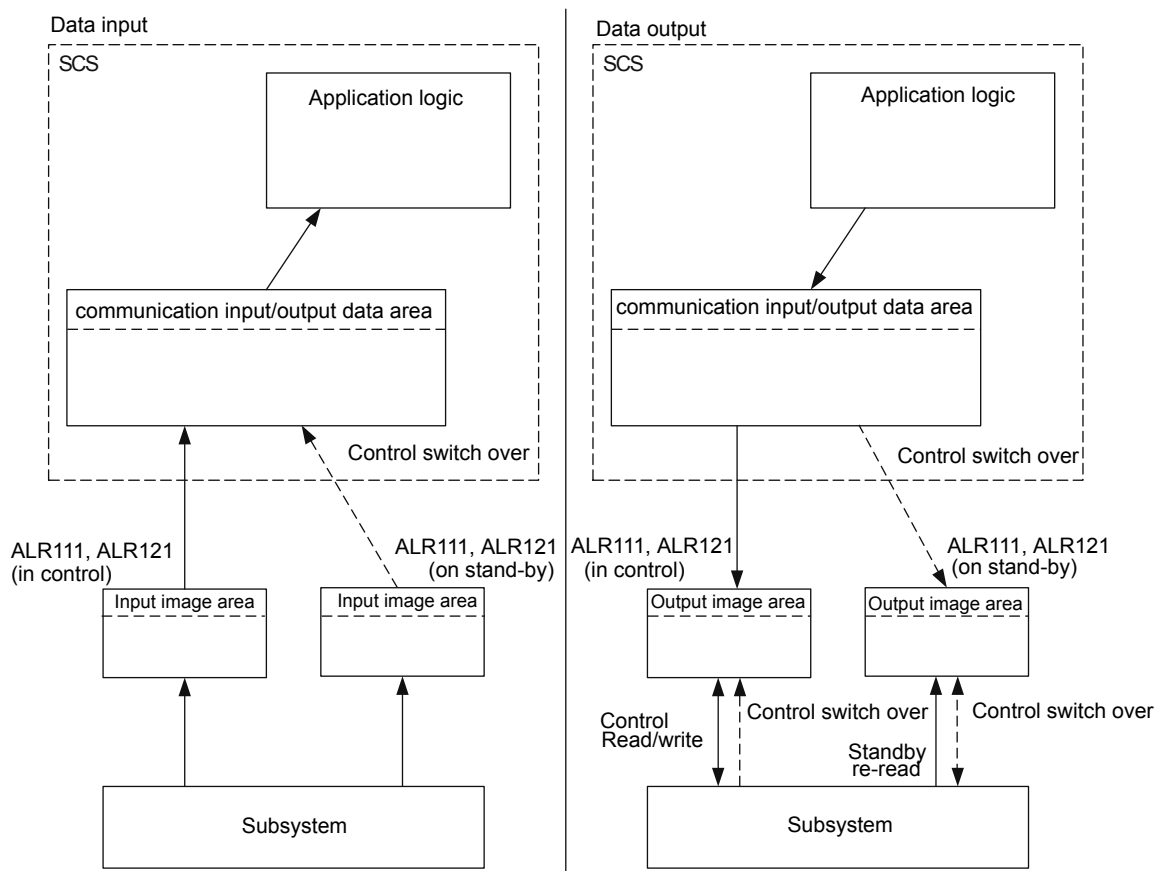 Data input
SCS
Application logic
communication input/output data area
Control switch over
ALR111, ALR121
(in control)
ALR111, ALR121
(on stand-by)
Input image area
Input image area
Subsystem
Data output
SCS
Application logic
communication input/output data area
Control switch over
ALR111, ALR121
(in control)
ALR111, ALR121
(on stand-by)
Output image area
Output image area
Control
Read/write
Control switch over
Standby
re-read
Control switch over
Subsystem